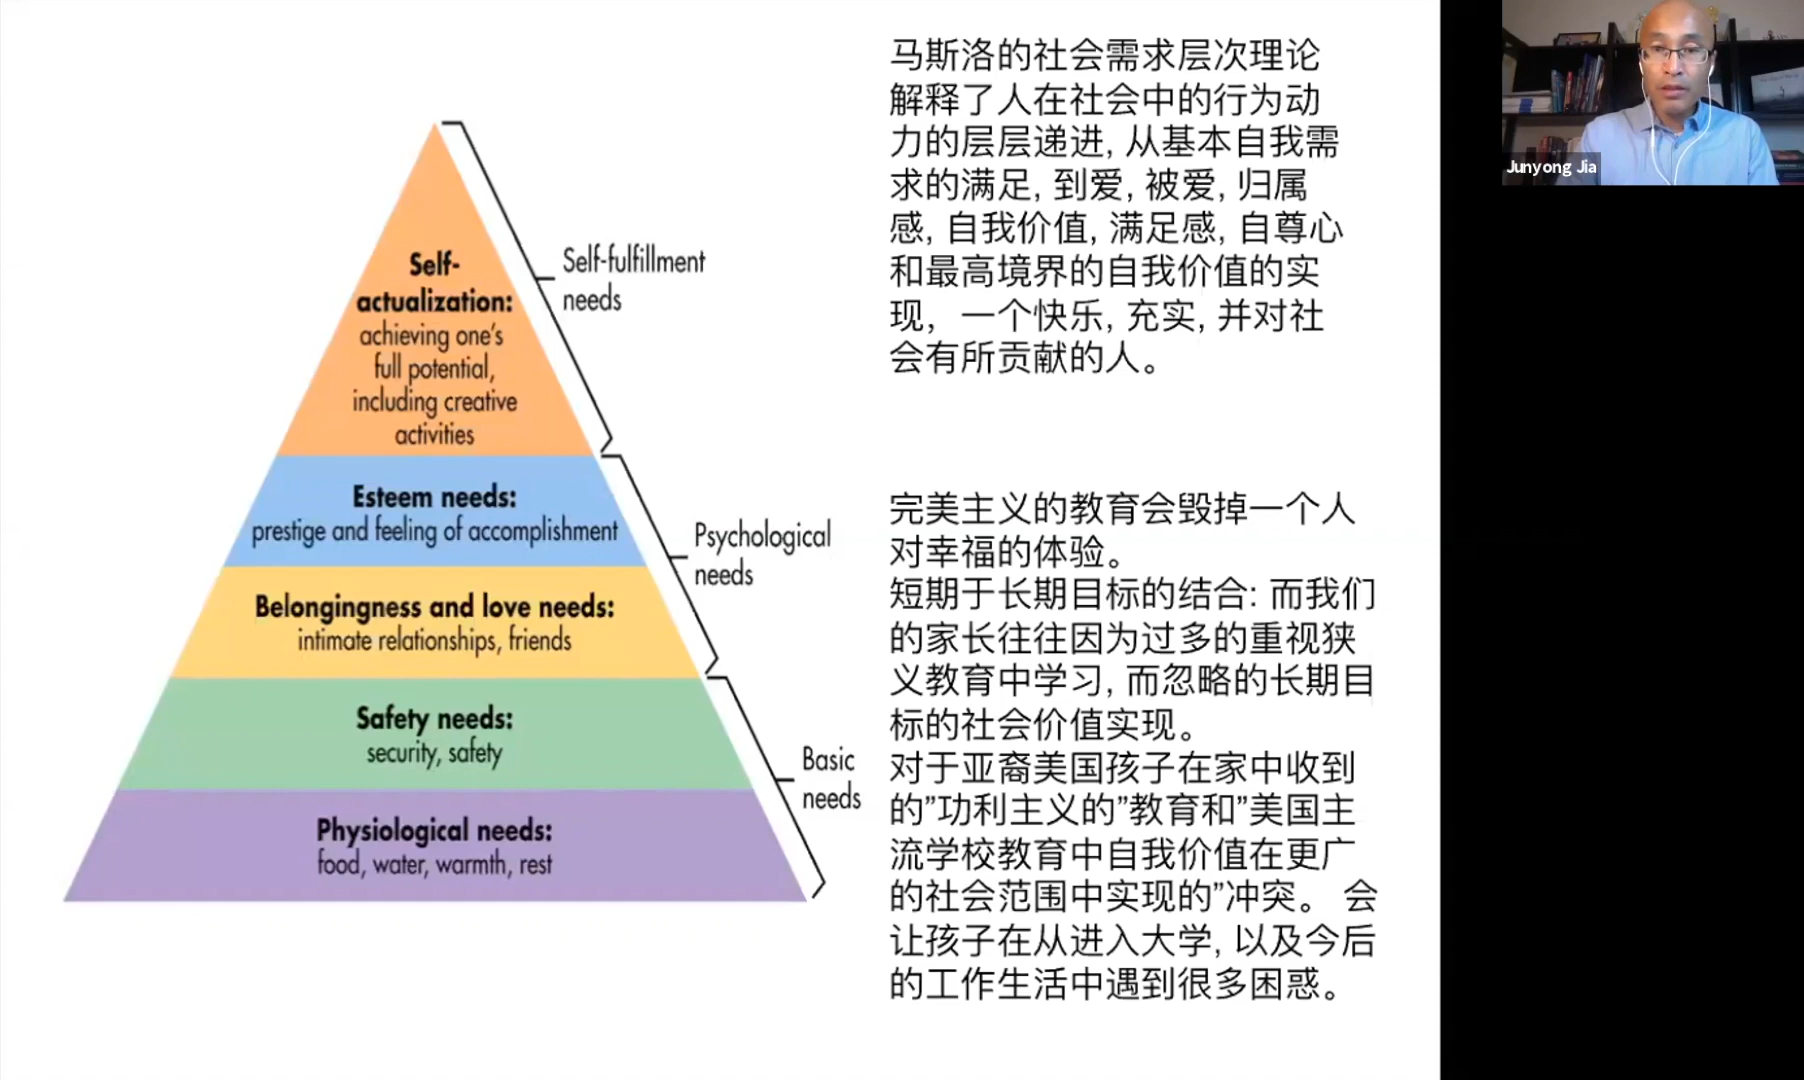 Self-
actualization:
achieving one's
full potential,
including creative
activities
Self-fulfillment
needs
Esteem needs:
prestige and feeling of accomplishment
Psychological
needs
Belongingness and love needs:
intimate relationships, friends
Safety needs:
security, safety
Basic
needs
Physiological needs:
food, water, warmth, rest
马斯洛的社会需求层次理论
解释了人在社会中的行为动
力的层层递进, 从基本自我需
求的满足, 到爱, 被爱, 归属
感, 自我价值, 满足感, 自尊心
和最高境界的自我价值的实
现， 一个快乐, 充实, 并对社
会有所贡献的人。
完美主义的教育会毁掉一个人
对幸福的体验。
短期于长期目标的结合: 而我们
的家长往往因为过多的重视狭
义教育中学习, 而忽略的长期目
标的社会价值实现。
对于亚裔美国孩子在家中收到
的”功利主义的”教育和”美国主
流学校教育中自我价值在更广
的社会范围中实现的”冲突。 会
让孩子在从进入大学, 以及今后
的工作生活中遇到很多困惑。
Junyong Jia